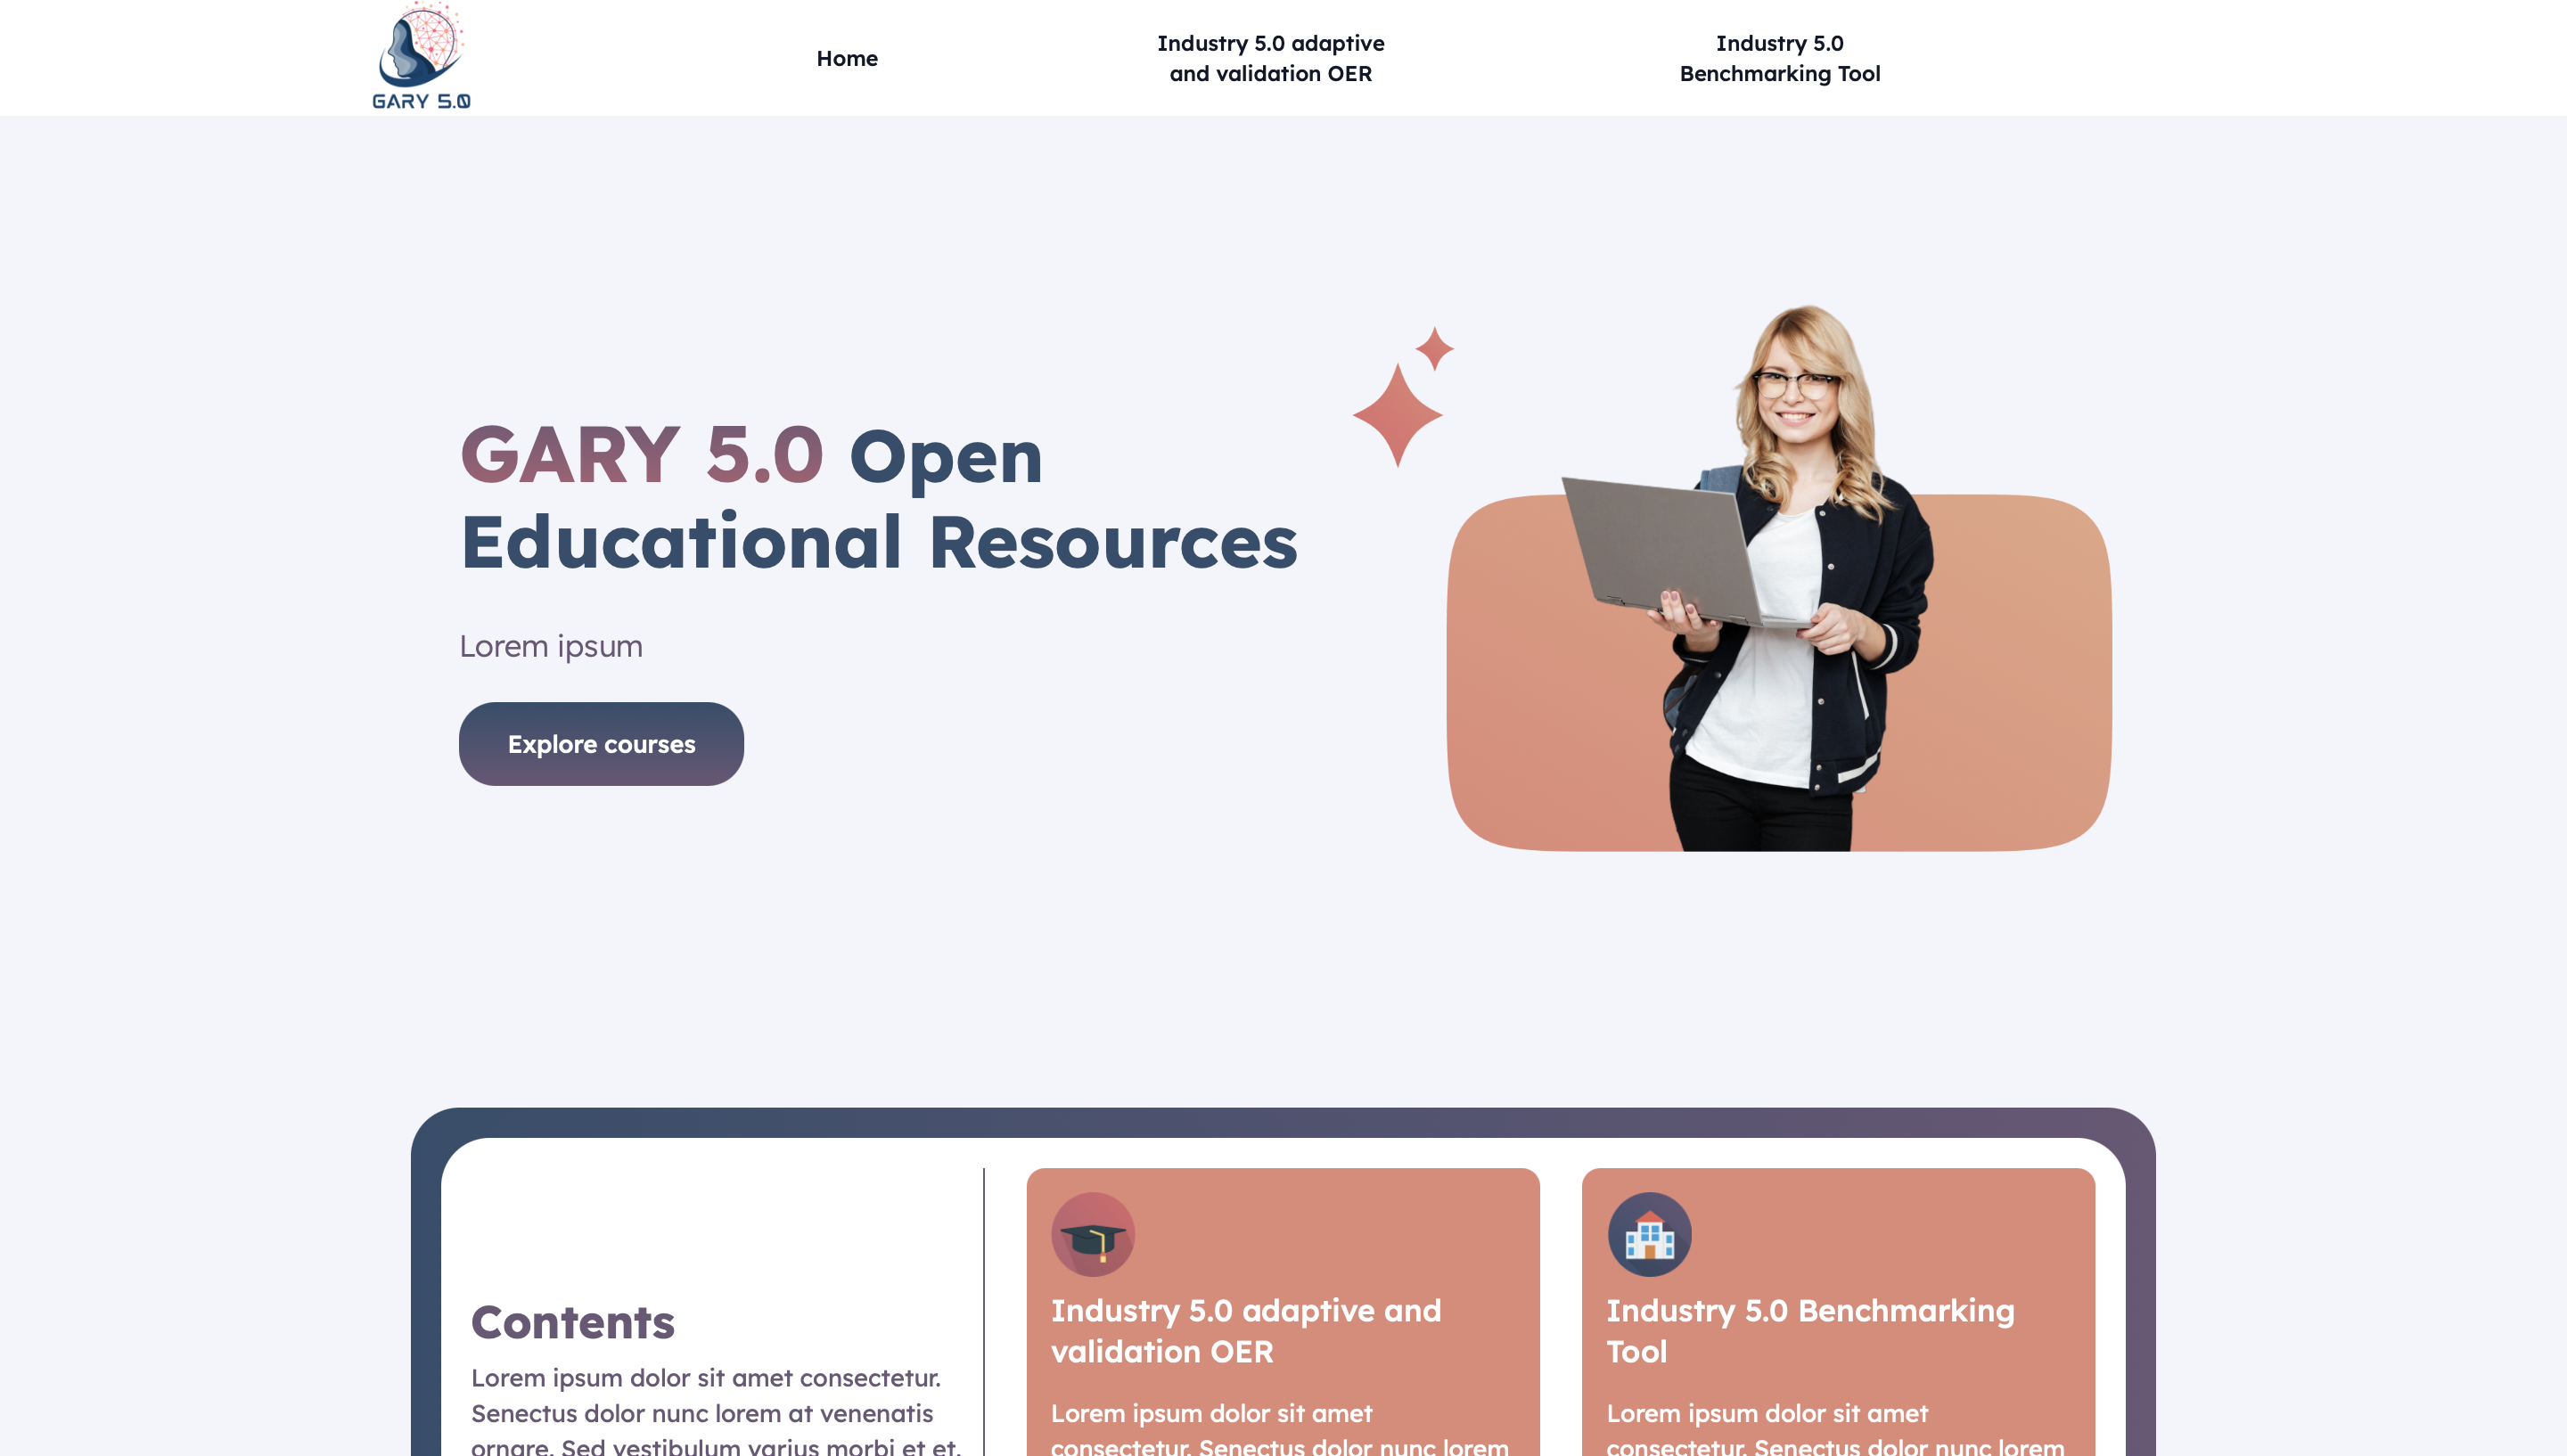 GARY 5.0
Home
Industry 5.0 adaptive
and validation OER
Industry 5.0
Benchmarking Tool
GARY 5.0 Open
Educational Resources
Lorem ipsum
Explore courses
Contents
Lorem ipsum dolor sit amet consectetur.
Senectus dolor nunc lorem at venenatis
ornare. Sed vestibulum varius morbi et et.
Industry 5.0 adaptive and
validation OER
Lorem ipsum dolor sit amet
consectetur. Senectus dolor nunc lorem
Industry 5.0 Benchmarking
Tool
Lorem ipsum dolor sit amet
consectetur. Senectus dolor nunc lorem